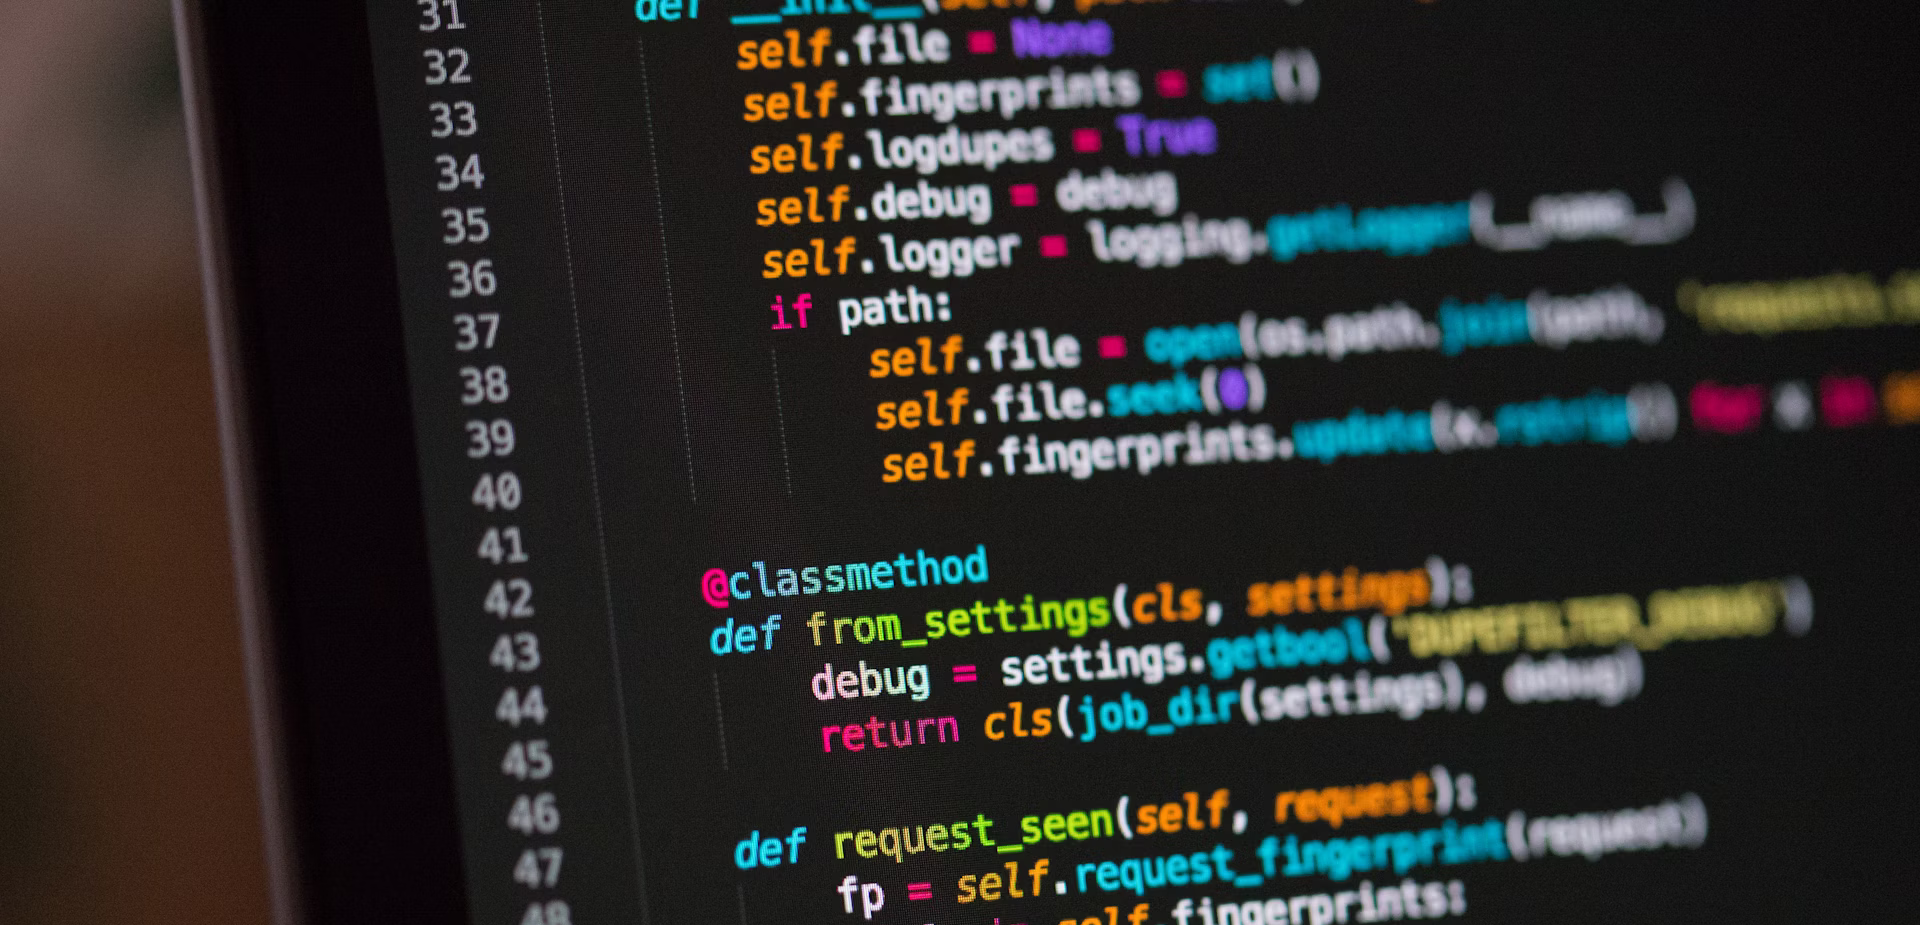 31 def __init__(self,
32 self.file = None
33 self.fingerprints = set()
34 self.logdupes = True
35 self.debug = debug
36 self.logger = logging.getLogger(__name__)
37 if path:
38 self.file = open(os.path.join(path, 'requests.
39 self.file.seek(0)
40 self.fingerprints.update(x.rstrip() for x in
41
42 @classmethod
43 def from_settings(cls, settings):
44 debug = settings.getbool('DUPEFILTER_DEBUG')
45 return cls(job_dir(settings), debug)
46
47 def request_seen(self, request):
48 fp = self.request_fingerprint(request)
self.fingerprints: